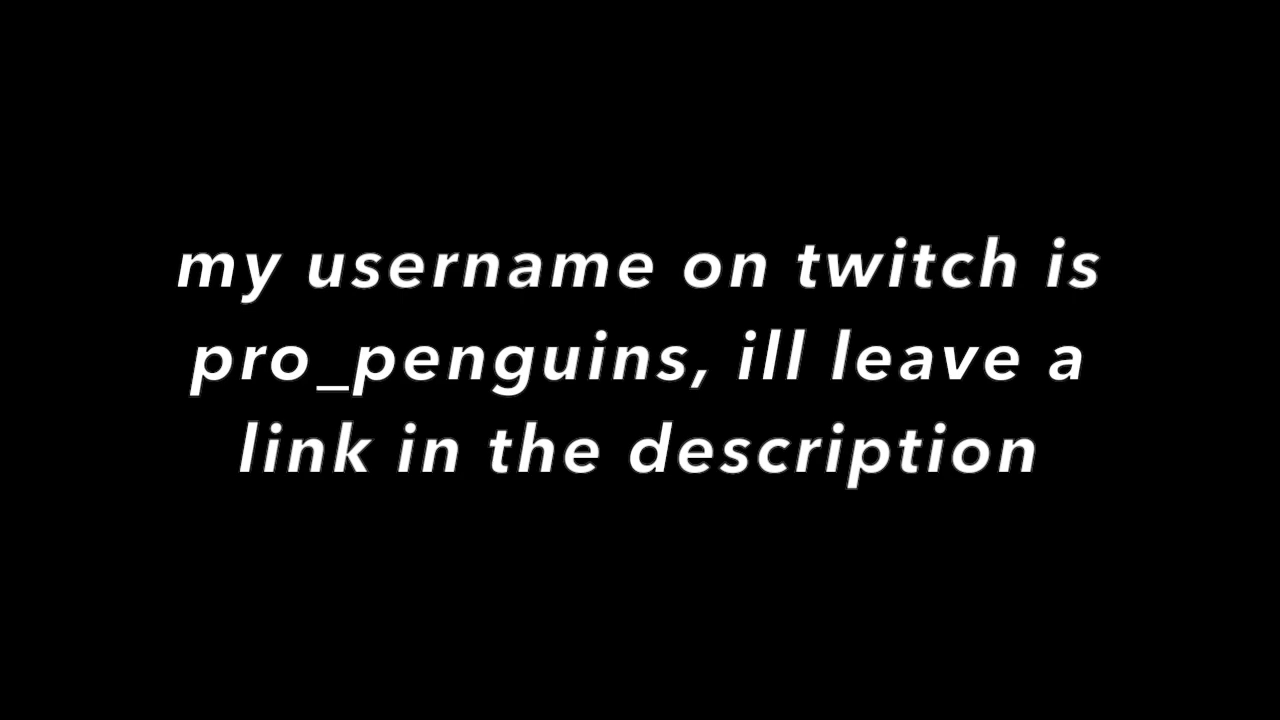 my username on twitch is
pro_penguins, ill leave a
link in the description